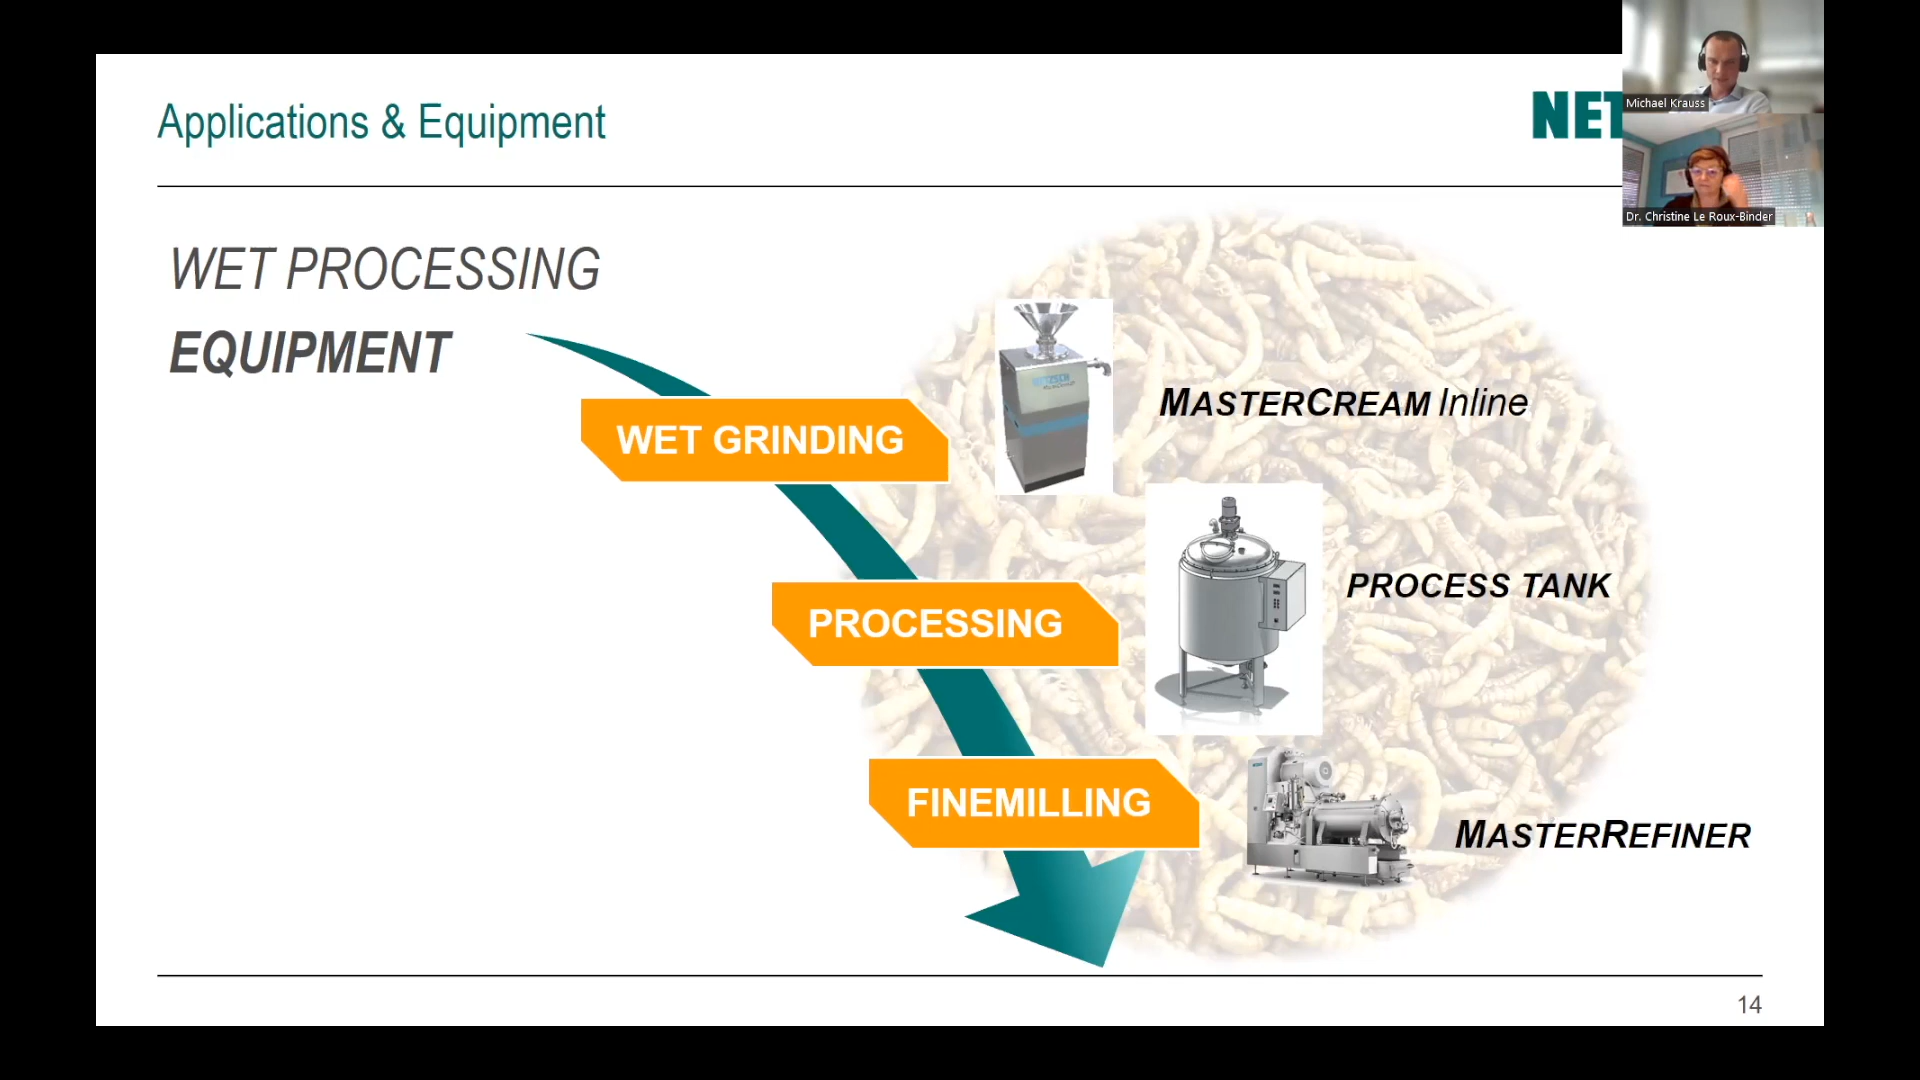 Applications & Equipment
NET
Michael Krauss
Dr. Christine Le Roux-Binder
WET PROCESSING
EQUIPMENT
WET GRINDING
NETZSCH
MASTERCREAM Inline
PROCESSING
PROCESS TANK
FINEMILLING
MASTERREFINER
14